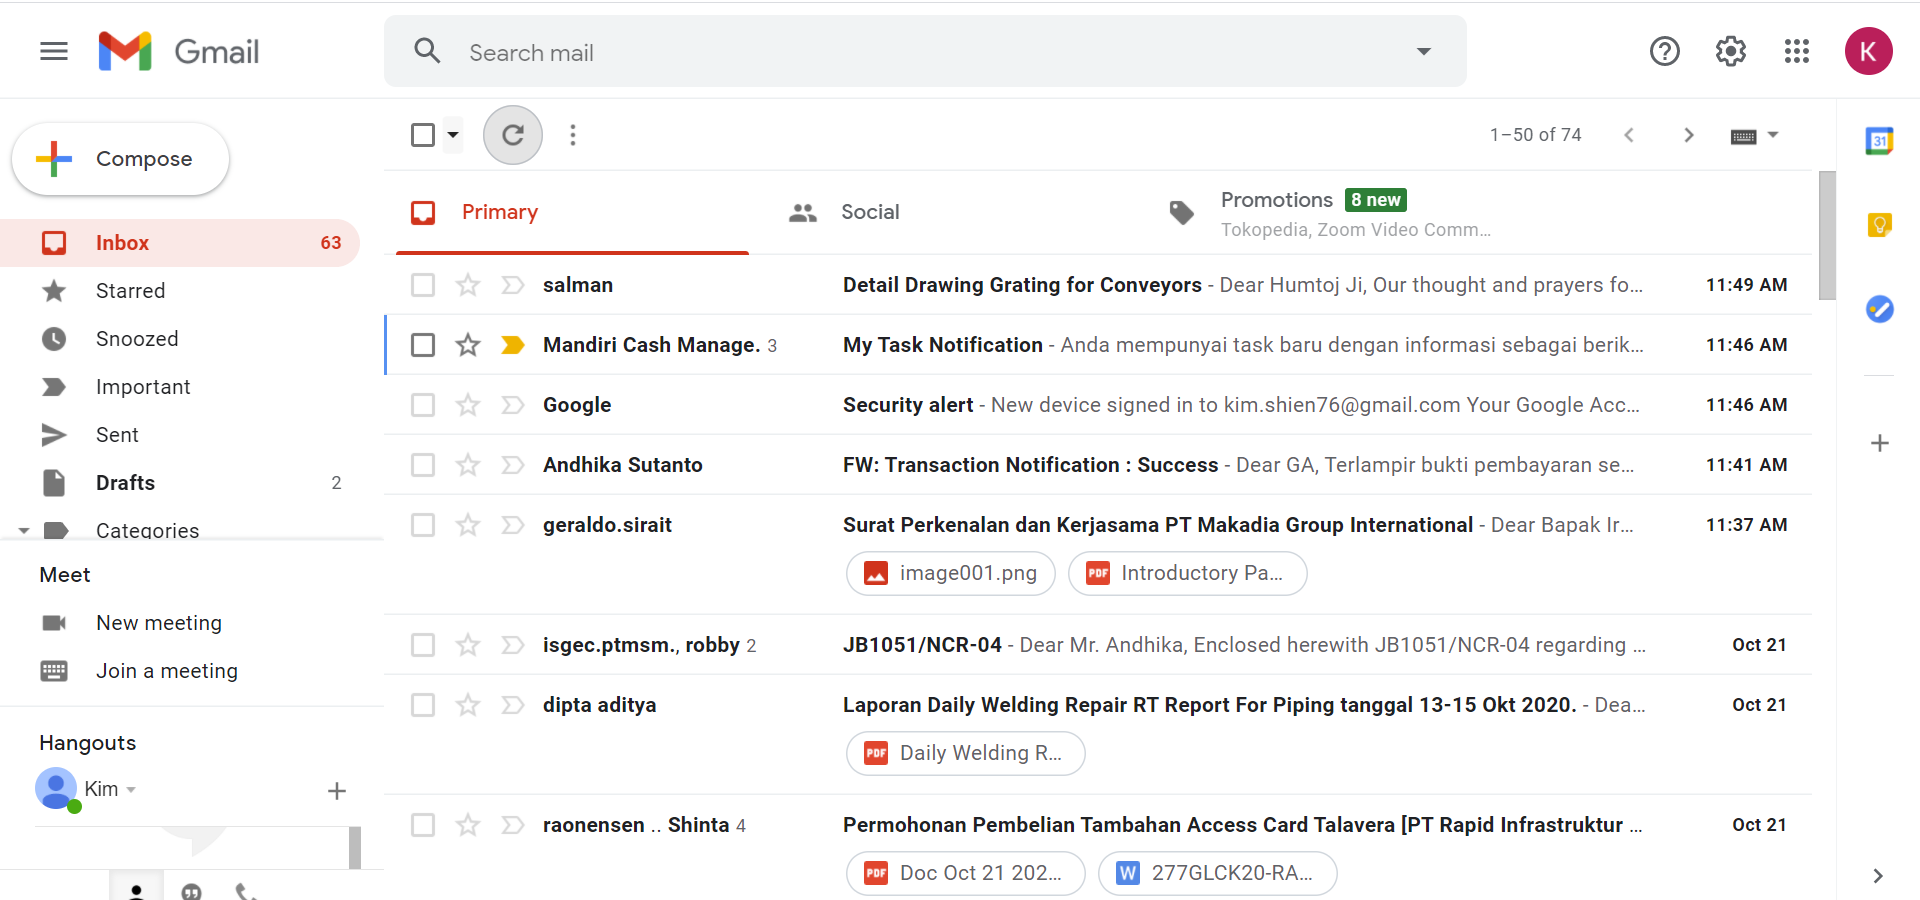 Gmail
Search mail
K
Compose
1–50 of 74
31
Primary
Social
Promotions 8 new
Tokopedia, Zoom Video Comm...
Inbox 63
Starred
Snoozed
Important
Sent
Drafts 2
Categories
Meet
New meeting
Join a meeting
Hangouts
Kim
salman Detail Drawing Grating for Conveyors - Dear Humtoj Ji, Our thought and prayers fo... 11:49 AM
Mandiri Cash Manage. 3 My Task Notification - Anda mempunyai task baru dengan informasi sebagai berik... 11:46 AM
Google Security alert - New device signed in to kim.shien76@gmail.com Your Google Acc... 11:46 AM
Andhika Sutanto FW: Transaction Notification : Success - Dear GA, Terlampir bukti pembayaran se... 11:41 AM
geraldo.sirait Surat Perkenalan dan Kerjasama PT Makadia Group International - Dear Bapak Ir... 11:37 AM
image001.png PDF Introductory Pa...
isgec.ptmsm., robby 2 JB1051/NCR-04 - Dear Mr. Andhika, Enclosed herewith JB1051/NCR-04 regarding ... Oct 21
dipta aditya Laporan Daily Welding Repair RT Report For Piping tanggal 13-15 Okt 2020. - Dea... Oct 21
PDF Daily Welding R...
raonensen .. Shinta 4 Permohonan Pembelian Tambahan Access Card Talavera [PT Rapid Infrastruktur ... Oct 21
PDF Doc Oct 21 202... W 277GLCK20-RA...